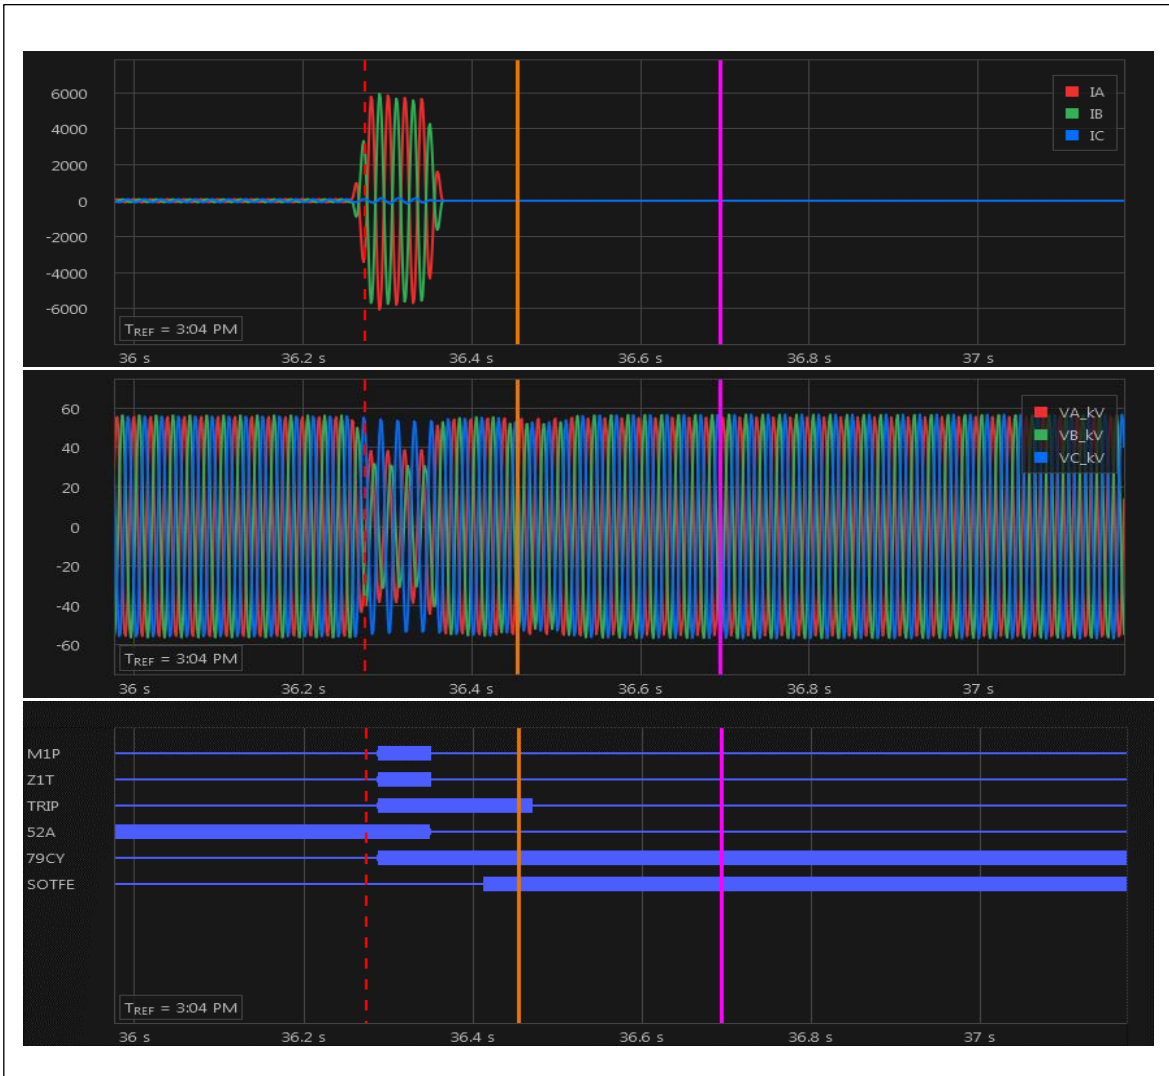 6000
4000
2000
0
-2000
-4000
-6000
IA
IB
IC
TREF = 3:04 PM
36 s
36.2 s
36.4 s
36.6 s
36.8 s
37 s
60
40
20
0
-20
-40
-60
VA_kV
VB_kV
VC_kV
TREF = 3:04 PM
36 s
36.2 s
36.4 s
36.6 s
36.8 s
37 s
M1P
Z1T
TRIP
52A
79CY
SOTFE
TREF = 3:04 PM
36 s
36.2 s
36.4 s
36.6 s
36.8 s
37 s